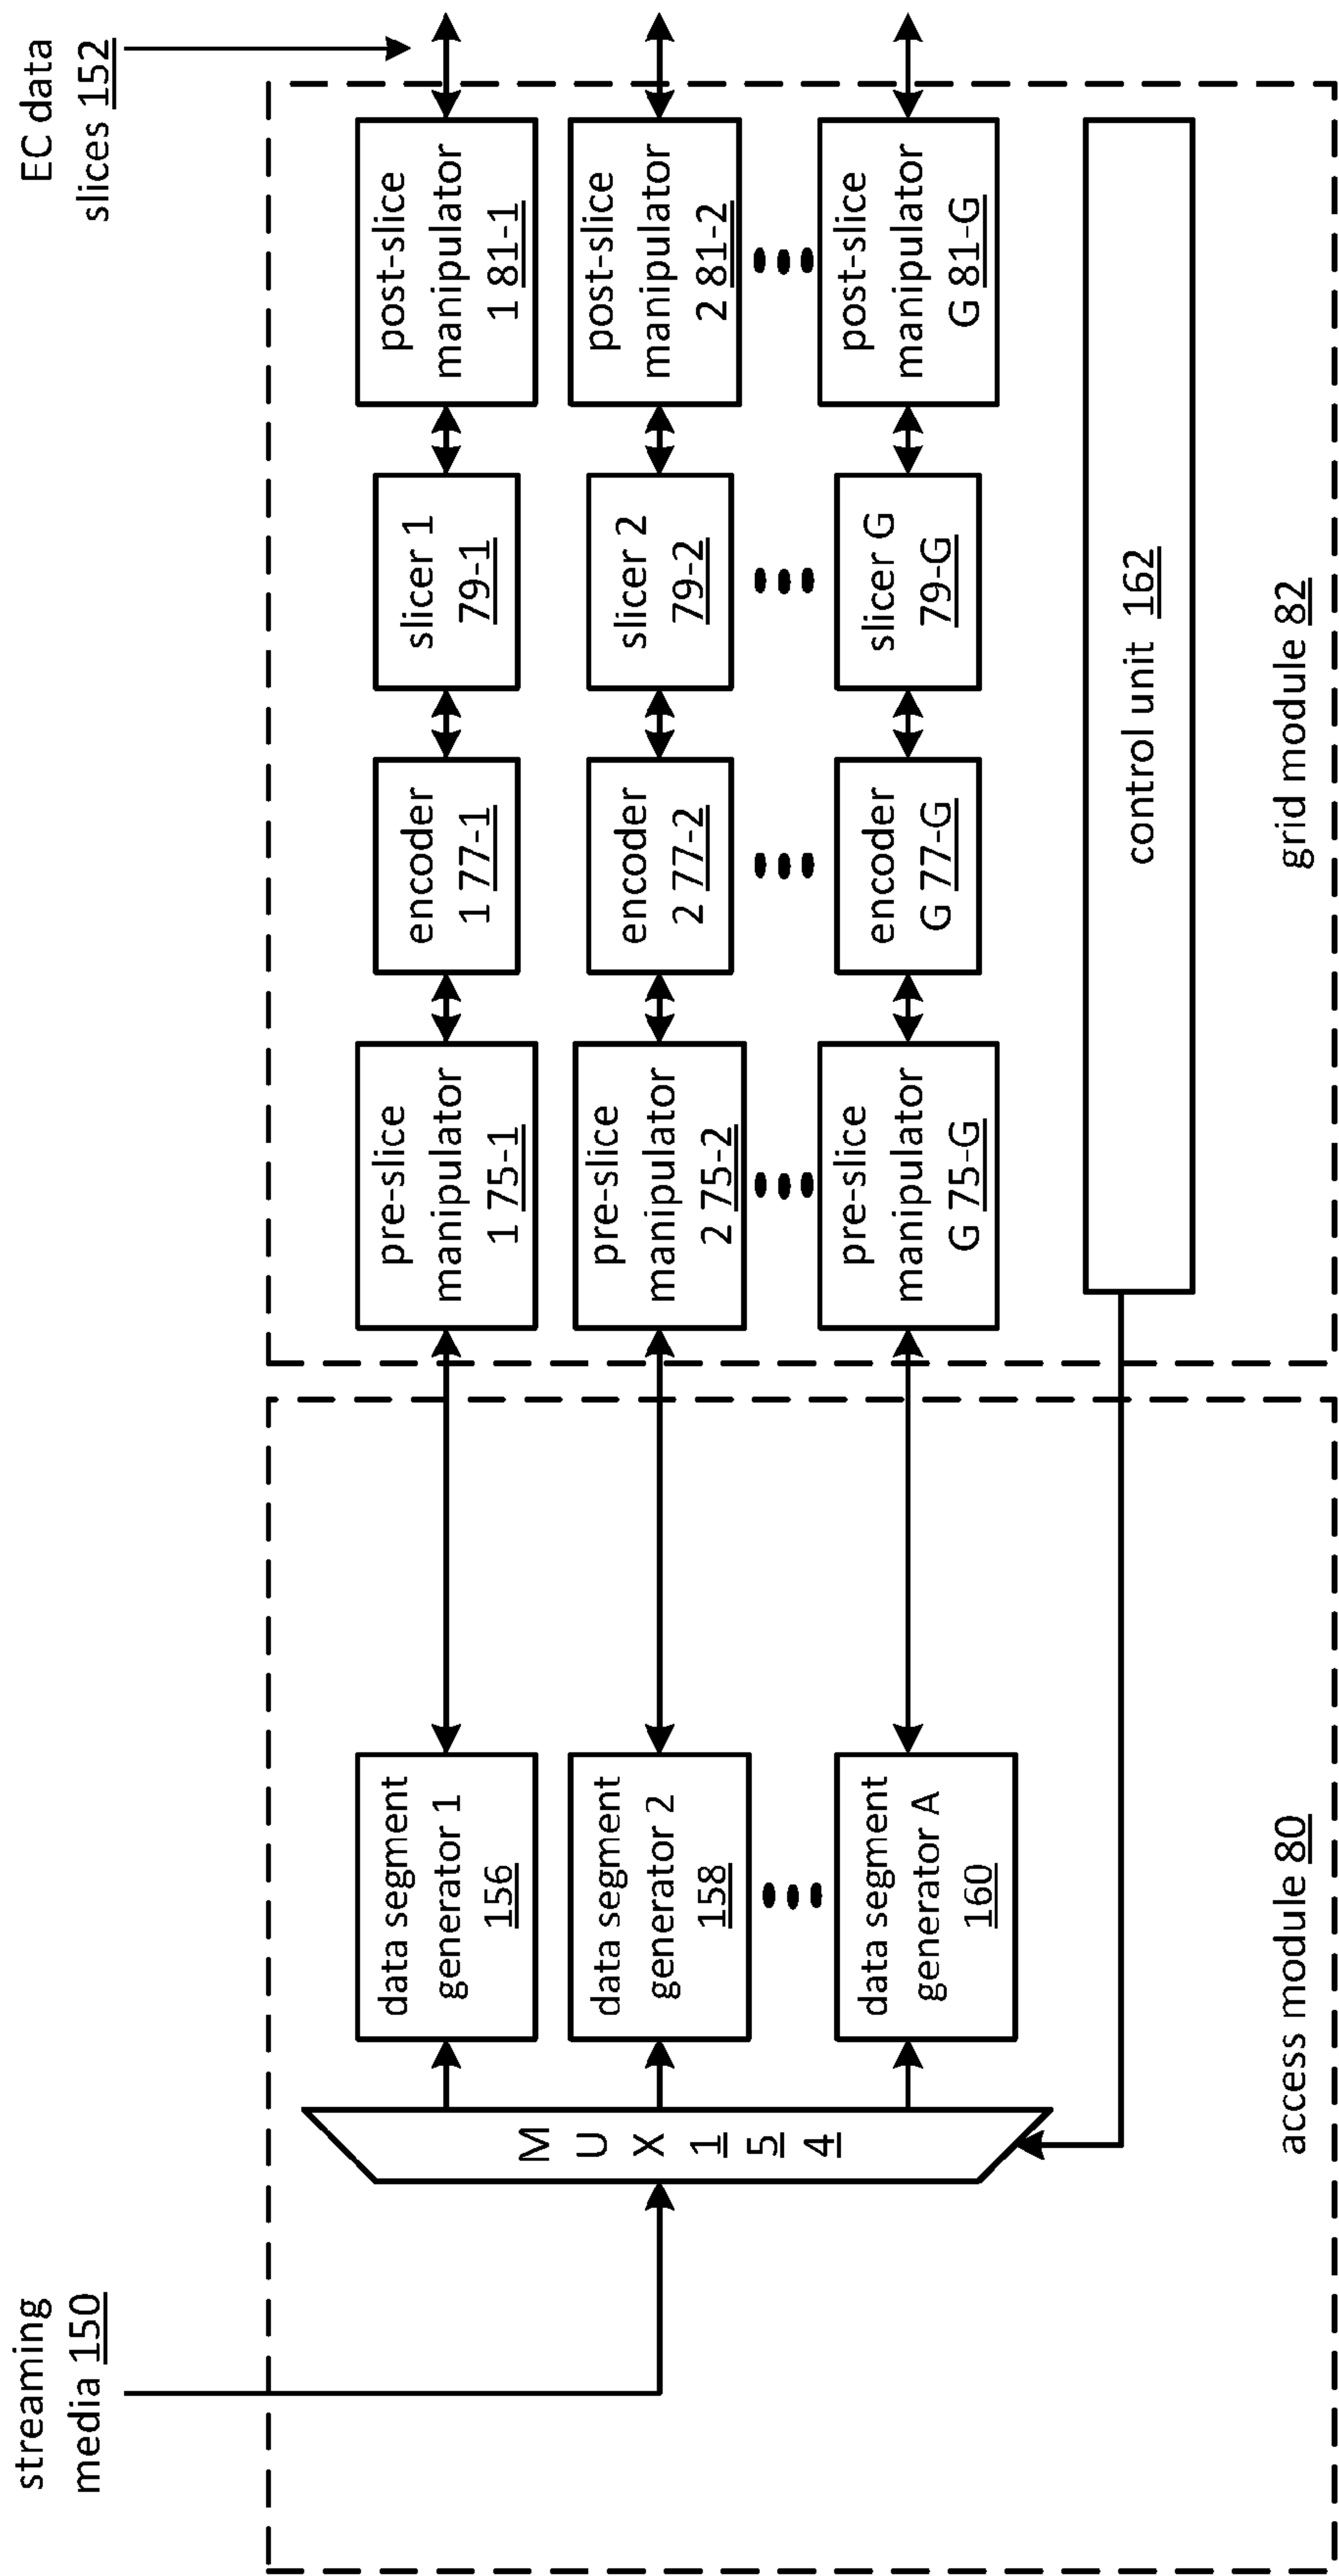 streaming
media 150
EC data
slices 152
M
U
X
1
5
4
data segment
generator 1
156
data segment
generator 2
158
data segment
generator A
160
pre-slice
manipulator
1 75-1
pre-slice
manipulator
2 75-2
pre-slice
manipulator
G 75-G
encoder
1 77-1
encoder
2 77-2
encoder
G 77-G
slicer 1
79-1
slicer 2
79-2
slicer G
79-G
post-slice
manipulator
1 81-1
post-slice
manipulator
2 81-2
post-slice
manipulator
G 81-G
control unit 162
access module 80
grid module 82